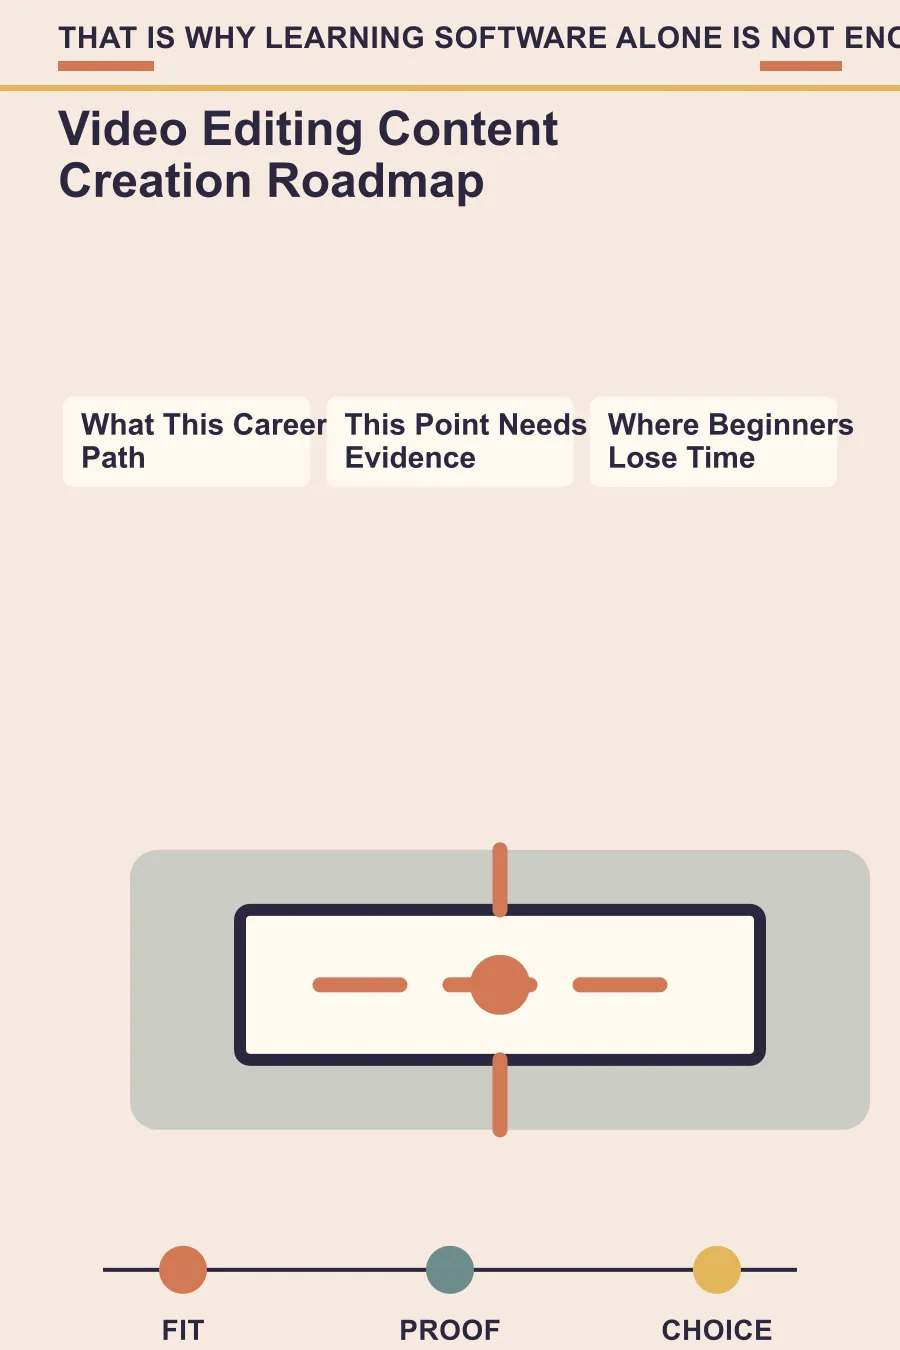 THAT IS WHY LEARNING SOFTWARE ALONE IS NOT
Video Editing Content
Creation Roadmap
What This Career
Path
This Point Needs
Evidence
Where Beginners
Lose Time
FIT
PROOF
CHOICE